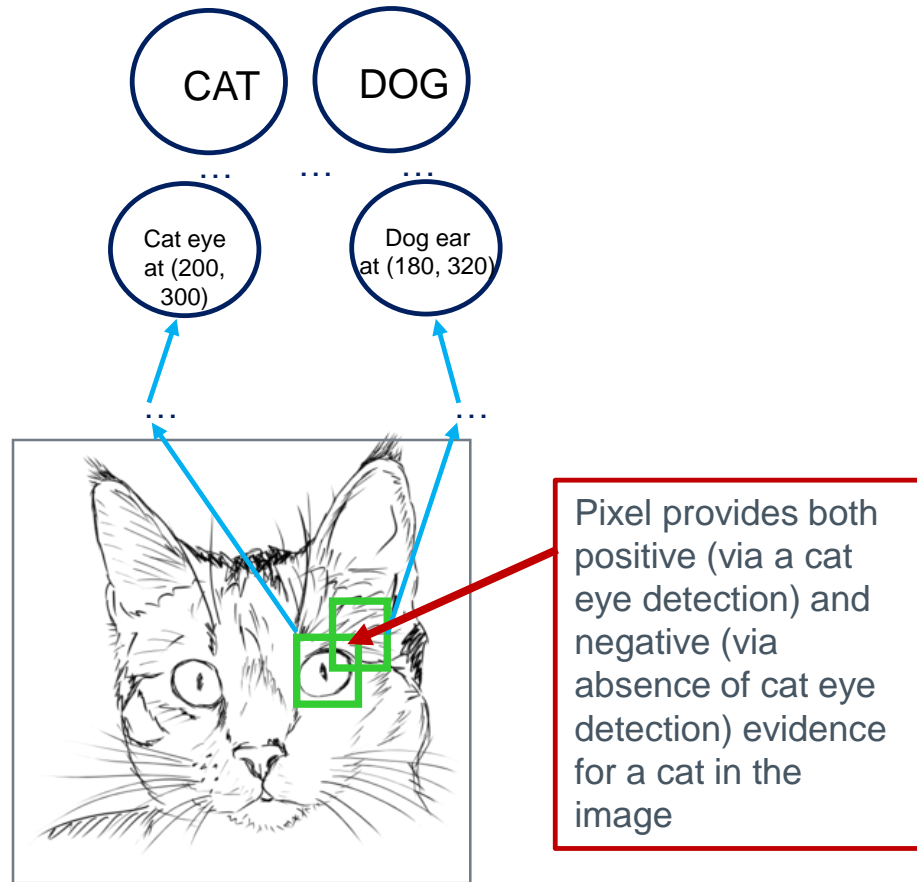 CAT
DOG
... ... ...
Cat eye
at (200,
300)
Dog ear
at (180, 320)
... ...
Pixel provides both
positive (via a cat
eye detection) and
negative (via
absence of cat eye
detection) evidence
for a cat in the
image